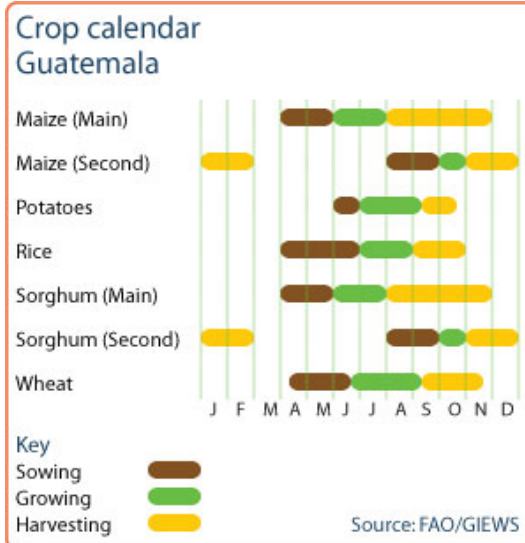 Crop calendar
Guatemala
Maize (Main)
Maize (Second)
Potatoes
Rice
Sorghum (Main)
Sorghum (Second)
Wheat
J F M A M J J A S O N D
Key
Sowing
Growing
Harvesting
Source: FAO/GIEWS